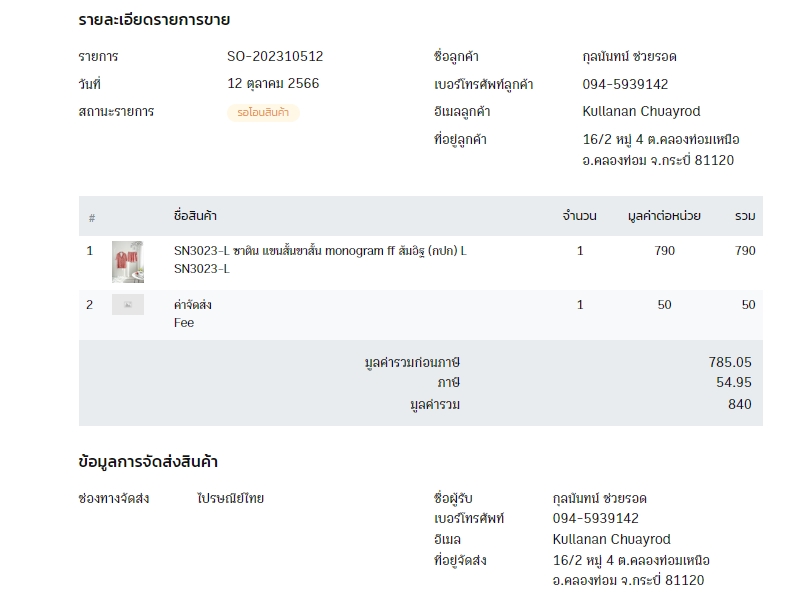 รายละเอียดรายการขาย
รายการ SO-202310512
วันที่ 12 ตุลาคม 2566
สถานะรายการ รอโอนสินค้า
ชื่อลูกค้า กุลนันทน์ ช่วยรอด
เบอร์โทรศัพท์ลูกค้า 094-5939142
อีเมลลูกค้า Kullanan Chuayrod
ที่อยู่ลูกค้า 16/2 หมู่ 4 ต.คลองท่อมเหนือ
อ.คลองท่อม จ.กระบี่ 81120
# ชื่อสินค้า จำนวน มูลค่าต่อหน่วย รวม
1 SN3023-L ซาติน แขนสั้นขาสั้น monogram ff ส้มอิฐ (กปก) L 1 790 790
SN3023-L
2 ค่าจัดส่ง 1 50 50
Fee
มูลค่ารวมก่อนภาษี 785.05
ภาษี 54.95
มูลค่ารวม 840
ข้อมูลการจัดส่งสินค้า
ช่องทางจัดส่ง ไปรษณีย์ไทย
ชื่อผู้รับ กุลนันทน์ ช่วยรอด
เบอร์โทรศัพท์ 094-5939142
อีเมล Kullanan Chuayrod
ที่อยู่จัดส่ง 16/2 หมู่ 4 ต.คลองท่อมเหนือ
อ.คลองท่อม จ.กระบี่ 81120